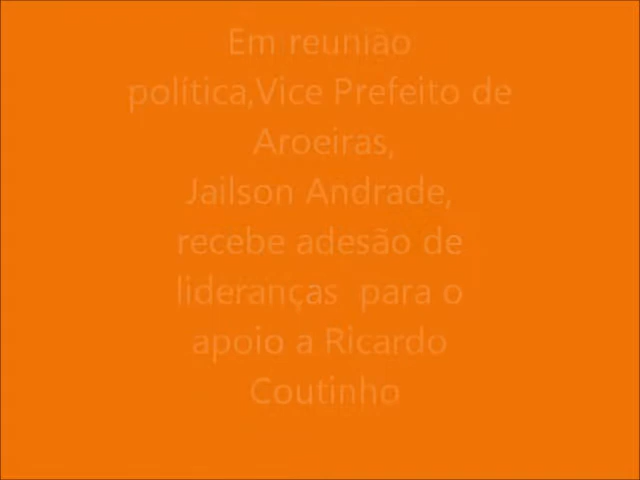 Em reunião
política,Vice Prefeito de
Aroeiras,
Jailson Andrade,
recebe adesão de
lideranças  para o
apoio a Ricardo
Coutinho